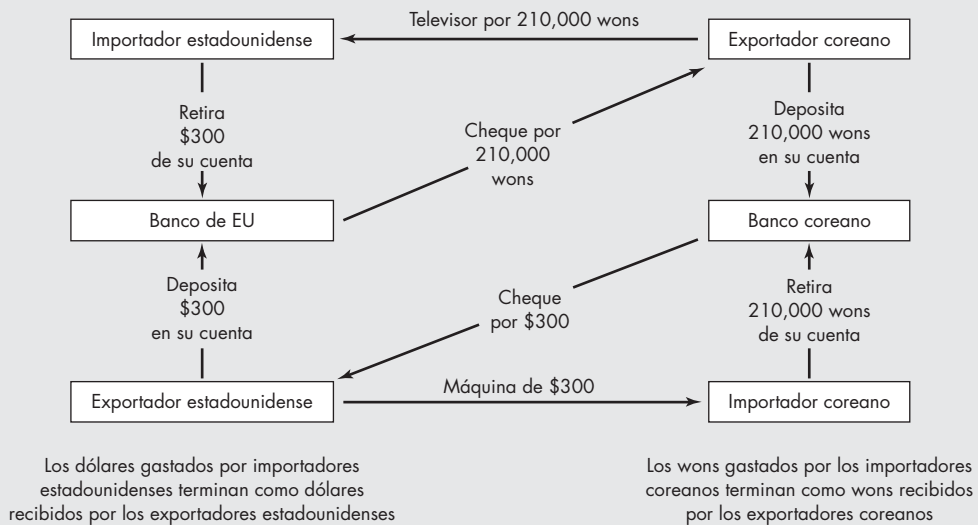 Televisor por 210,000 wons
Importador estadounidense
Exportador coreano
Retira
$300
de su cuenta
Cheque por
210,000
wons
Deposita
210,000 wons
en su cuenta
Banco de EU
Banco coreano
Deposita
$300
en su cuenta
Cheque
por $300
Retira
210,000 wons
de su cuenta
Máquina de $300
Exportador estadounidense
Importador coreano
Los dólares gastados por importadores
estadounidenses terminan como dólares
recibidos por los exportadores estadounidenses
Los wons gastados por los importadores
coreanos terminan como wons recibidos
por los exportadores coreanos